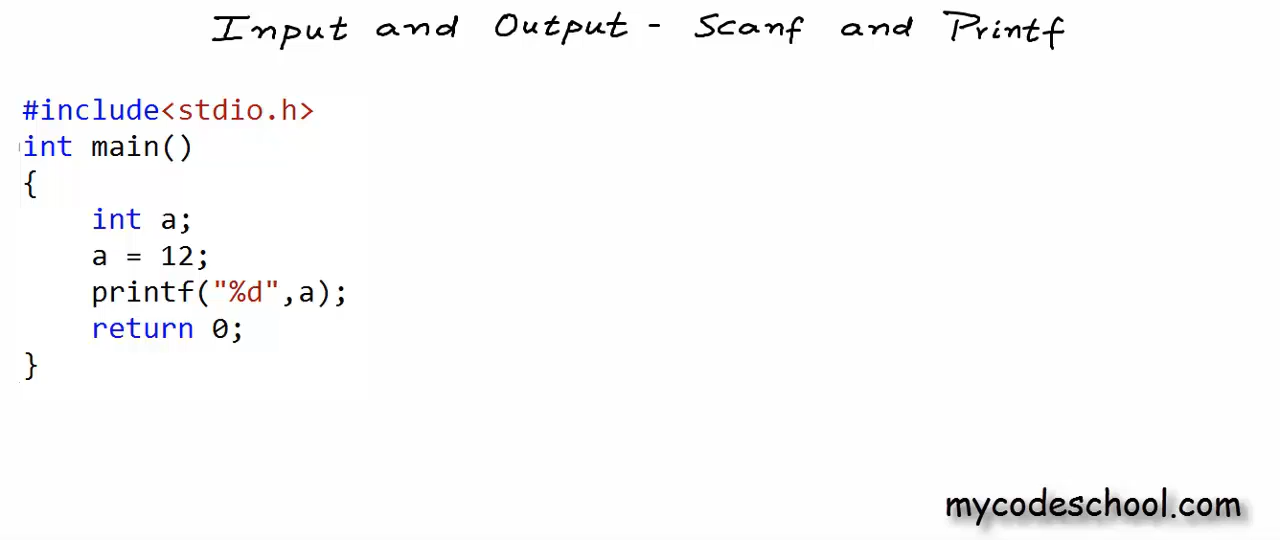 Input and Output - Scanf and Printf
#include<stdio.h>
int main()
{
    int a;
    a = 12;
    printf("%d",a);
    return 0;
}
mycodeschool.com